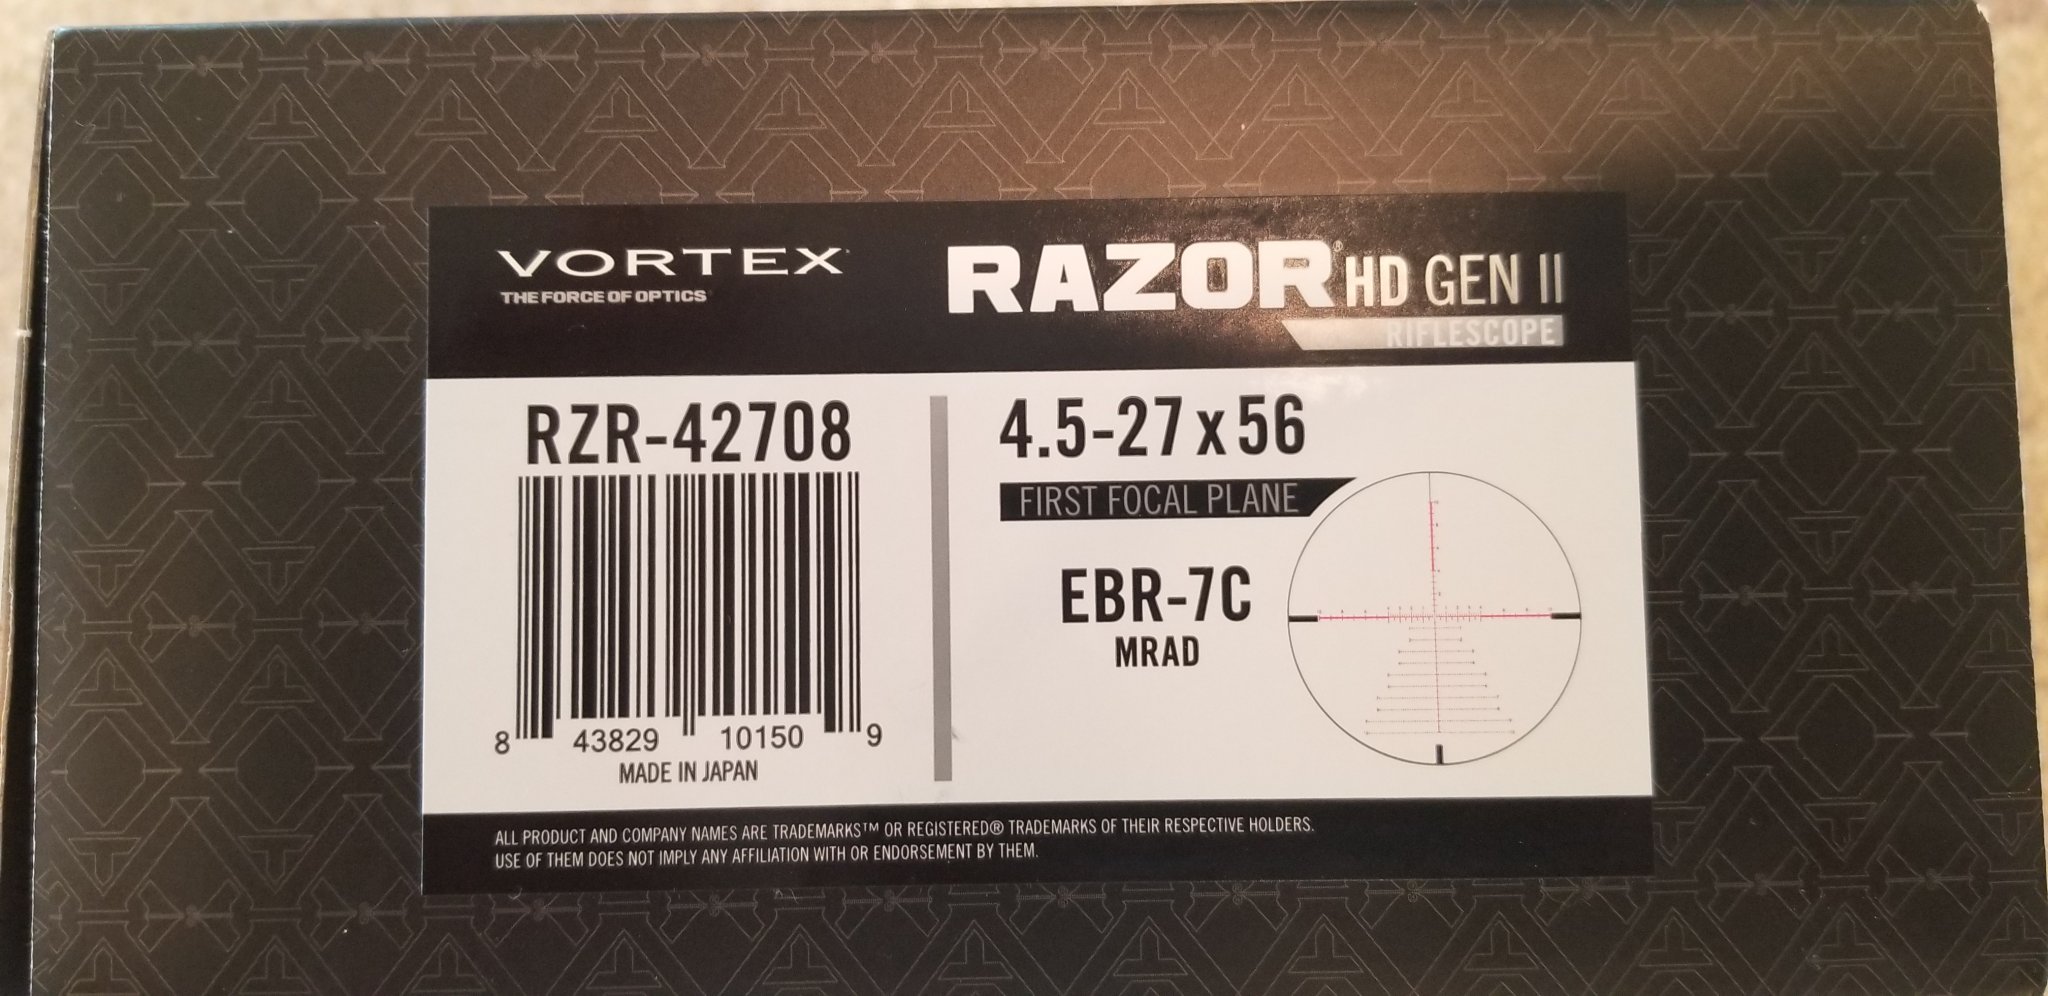 VORTEX
THE FORCE OF OPTICS
RAZOR® HD GEN II
RIFLESCOPE
RZR-42708
8 43829 10150 9
MADE IN JAPAN
4.5-27 x 56
FIRST FOCAL PLANE
EBR-7C
MRAD
ALL PRODUCT AND COMPANY NAMES ARE TRADEMARKS™ OR REGISTERED® TRADEMARKS OF THEIR RESPECTIVE HOLDERS.
USE OF THEM DOES NOT IMPLY ANY AFFILIATION WITH OR ENDORSEMENT BY THEM.